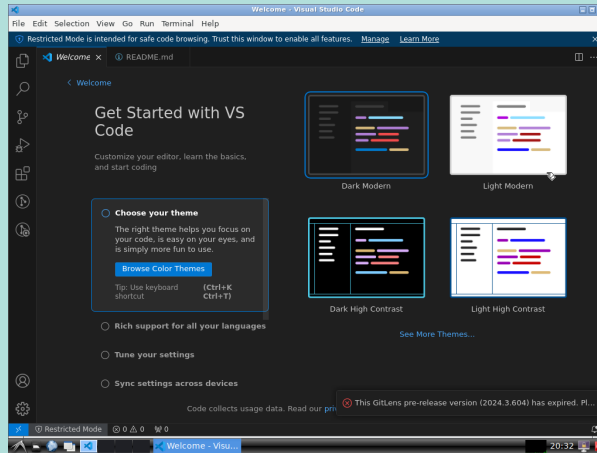 Welcome - Visual Studio Code
File Edit Selection View Go Run Terminal Help
Restricted Mode is intended for safe code browsing. Trust this window to enable all features. Manage Learn More
Welcome
README.md
Welcome
Get Started with VS
Code
Customize your editor, learn the basics,
and start coding
Choose your theme
The right theme helps you focus on
your code, is easy on your eyes, and
is simply more fun to use.
Browse Color Themes
Tip: Use keyboard (Ctrl+K
shortcut Ctrl+T)
Rich support for all your languages
Tune your settings
Sync settings across devices
Dark Modern
Light Modern
Dark High Contrast
Light High Contrast
See More Themes...
Code collects usage data. Read our
This GitLens pre-release version (2024.3.604) has expired. Pl...
Restricted Mode 0 0 0
Welcome - Visu...
20:32